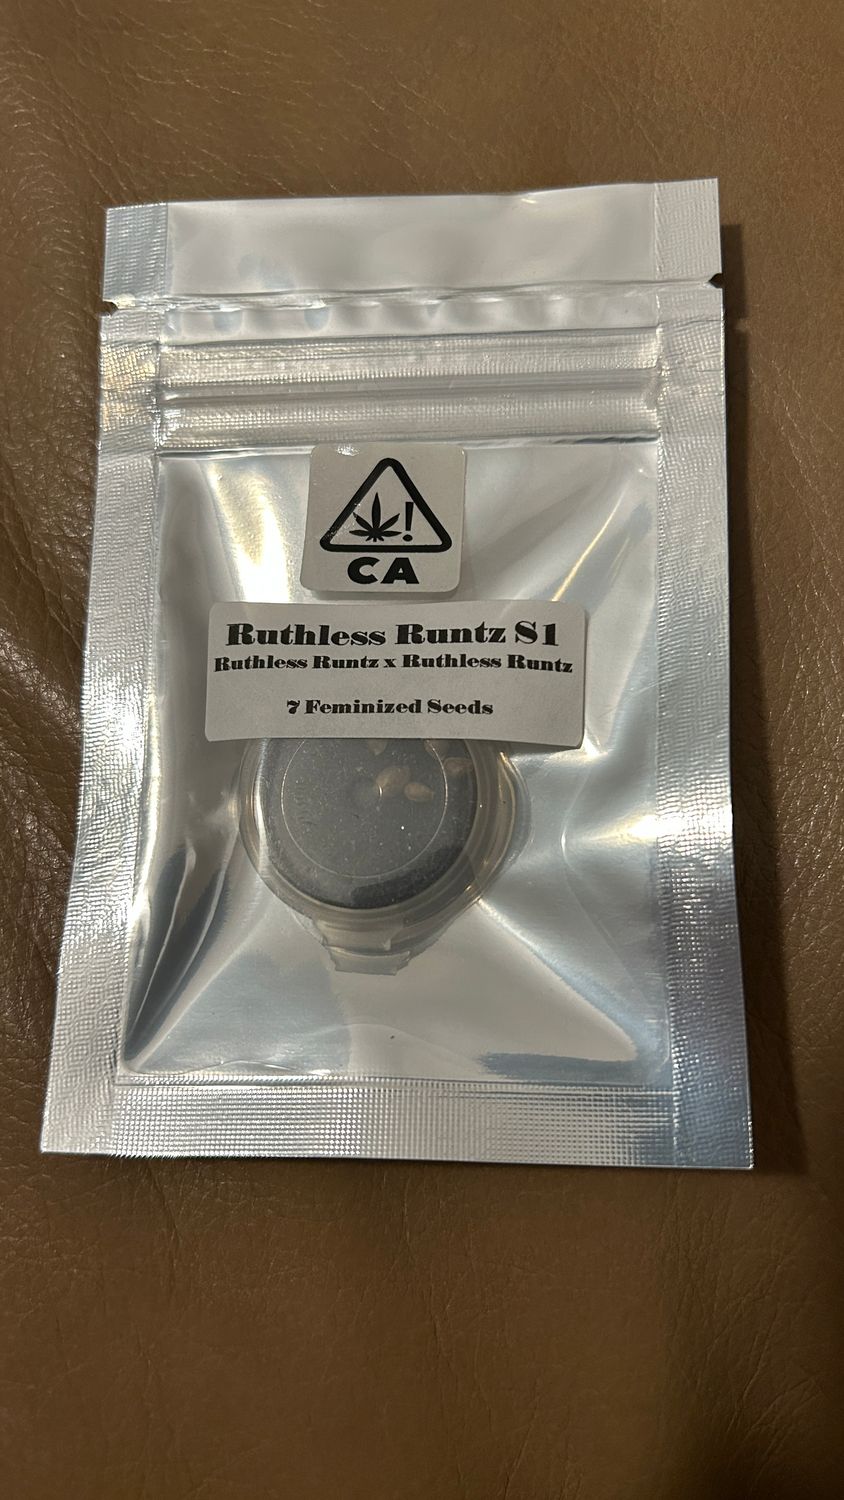 !
CA
Ruthless Runtz S1
Ruthless Runtz x Ruthless Runtz
7 Feminized Seeds